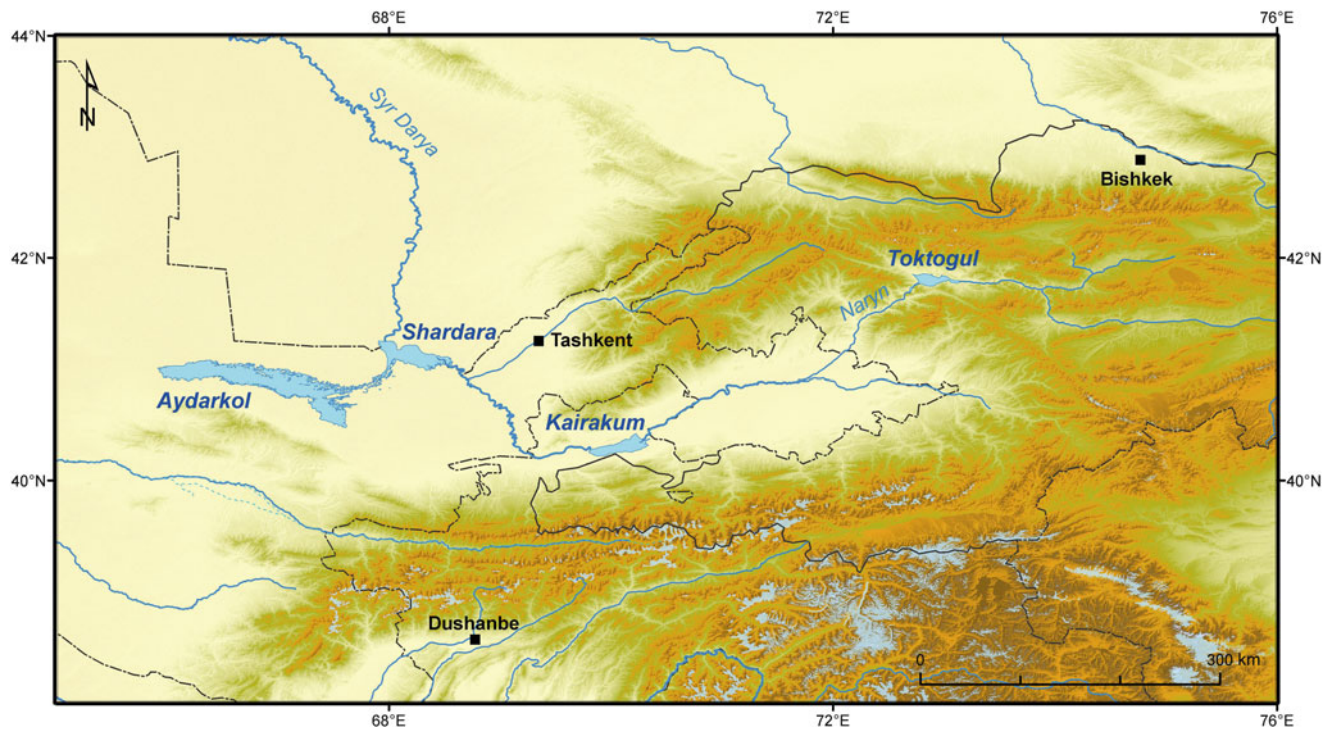 68°E
72°E
76°E
44°N
N
Syr Darya
Bishkek
42°N
42°N
Toktogul
Naryn
Shardara
Tashkent
Aydarkol
Kairakum
40°N
40°N
Dushanbe
0
300 km
68°E
72°E
76°E